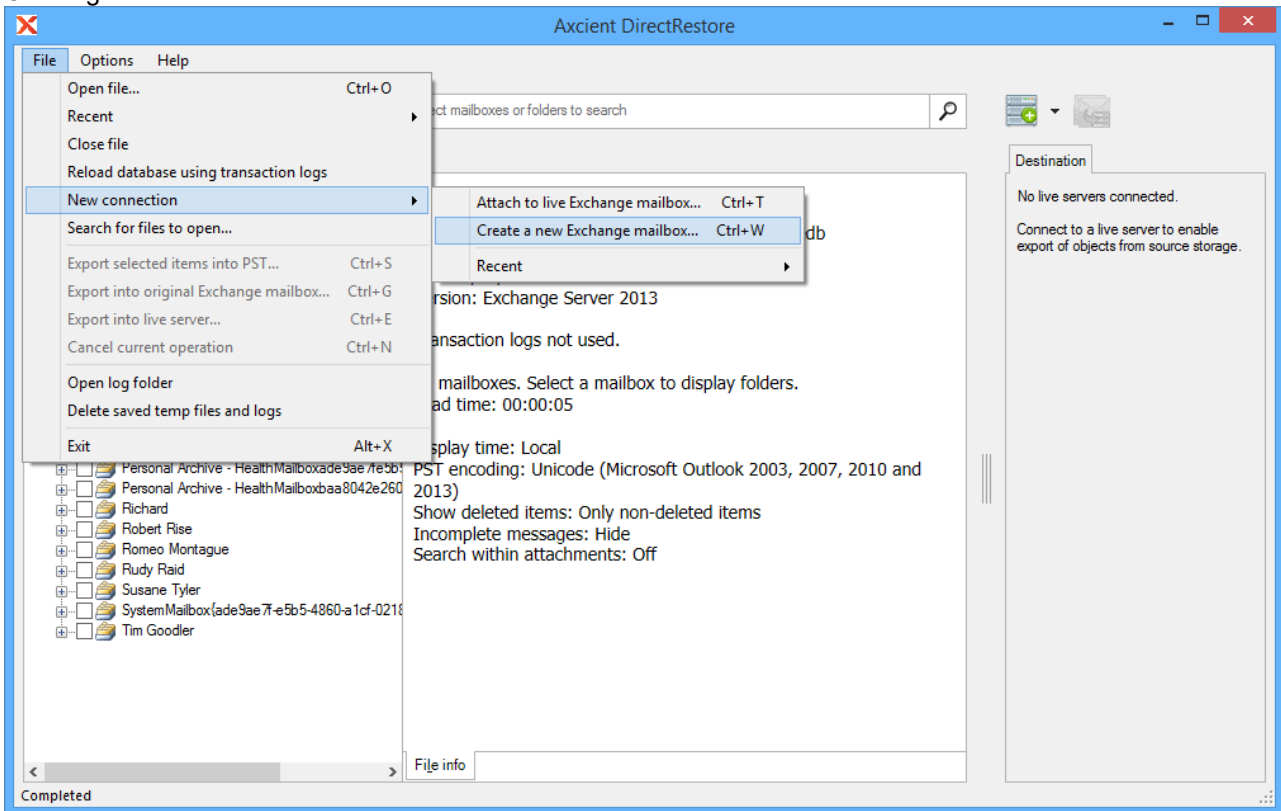 Axcient DirectRestore
File Options Help
Open file... Ctrl+O
Recent
Close file
Reload database using transaction logs
New connection
Search for files to open...
Export selected items into PST... Ctrl+S
Export into original Exchange mailbox... Ctrl+G
Export into live server... Ctrl+E
Cancel current operation Ctrl+N
Open log folder
Delete saved temp files and logs
Exit Alt+X
Attach to live Exchange mailbox... Ctrl+T
Create a new Exchange mailbox... Ctrl+W
Recent
mailboxes or folders to search
db
rsion: Exchange Server 2013
ansaction logs not used.
mailboxes. Select a mailbox to display folders.
ad time: 00:00:05
splay time: Local
PST encoding: Unicode (Microsoft Outlook 2003, 2007, 2010 and
2013)
Show deleted items: Only non-deleted items
Incomplete messages: Hide
Search within attachments: Off
Personal Archive - HealthMailboxade9ae7fe5b5
Personal Archive - HealthMailboxbaa8042e260
Richard
Robert Rise
Romeo Montague
Rudy Raid
Susane Tyler
SystemMailbox{ade9ae7f-e5b5-4860-a1cf-0218
Tim Goodler
File info
Destination
No live servers connected.
Connect to a live server to enable
export of objects from source storage.
Completed